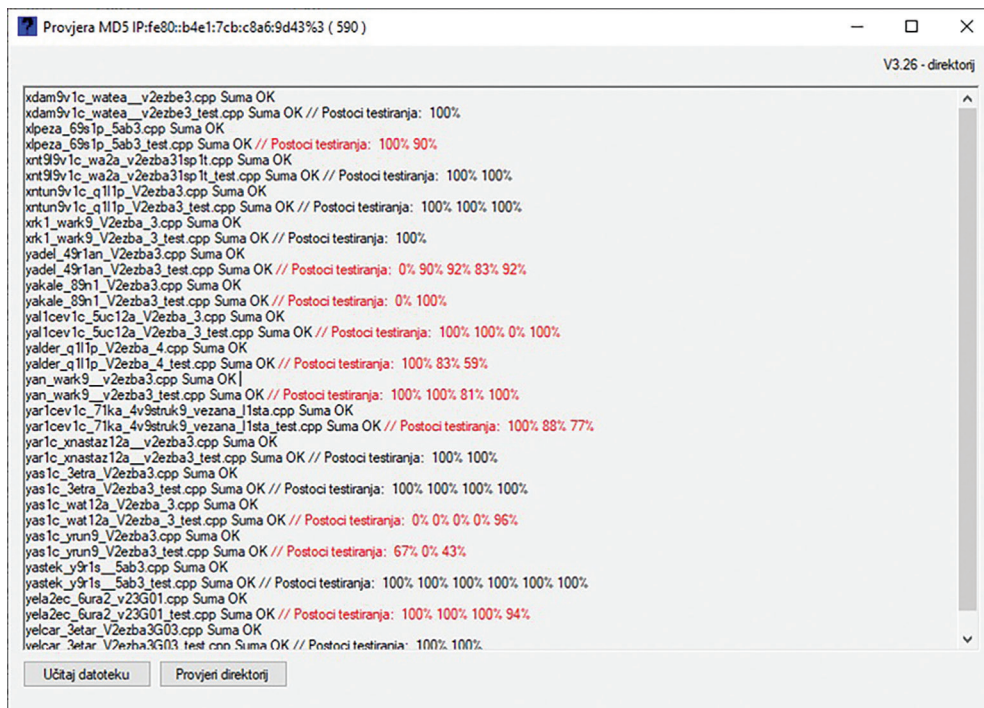 Provjera MD5 IP:fe80::b4e1:7cb:c8a6:9d43%3 ( 590 )
V3.26 - direktorij
xdam9v1c_watea__v2ezbe3.cpp Suma OK
xdam9v1c_watea__v2ezbe3_test.cpp Suma OK // Postoci testiranja: 100%
xlpeza_69s1p_5ab3.cpp Suma OK
xlpeza_69s1p_5ab3_test.cpp Suma OK // Postoci testiranja: 100% 90%
xnt9l9v1c_wa2a_v2ezba31sp1t.cpp Suma OK
xnt9l9v1c_wa2a_v2ezba31sp1t_test.cpp Suma OK // Postoci testiranja: 100% 100%
xntun9v1c_q1l1p_V2ezba3.cpp Suma OK
xntun9v1c_q1l1p_V2ezba3_test.cpp Suma OK // Postoci testiranja: 100% 100% 100%
xrk1_wark9_V2ezba_3.cpp Suma OK
xrk1_wark9_V2ezba_3_test.cpp Suma OK // Postoci testiranja: 100%
yadel_49r1an_V2ezba3.cpp Suma OK
yadel_49r1an_V2ezba3_test.cpp Suma OK // Postoci testiranja: 0% 90% 92% 83% 92%
yakale_89n1_V2ezba3.cpp Suma OK
yakale_89n1_V2ezba3_test.cpp Suma OK // Postoci testiranja: 0% 100%
yal1cev1c_5uc12a_V2ezba_3.cpp Suma OK
yal1cev1c_5uc12a_V2ezba_3_test.cpp Suma OK // Postoci testiranja: 100% 100% 0% 100%
yalder_q1l1p_V2ezba_4.cpp Suma OK
yalder_q1l1p_V2ezba_4_test.cpp Suma OK // Postoci testiranja: 100% 83% 59%
yan_wark9__v2ezba3.cpp Suma OK
yan_wark9__v2ezba3_test.cpp Suma OK // Postoci testiranja: 100% 100% 81% 100%
yar1cev1c_71ka_4v9struk9_vezana_l1sta.cpp Suma OK
yar1cev1c_71ka_4v9struk9_vezana_l1sta_test.cpp Suma OK // Postoci testiranja: 100% 88% 77%
yar1c_xnastaz12a__v2ezba3.cpp Suma OK
yar1c_xnastaz12a__v2ezba3_test.cpp Suma OK // Postoci testiranja: 100% 100%
yas1c_3etra_V2ezba3.cpp Suma OK
yas1c_3etra_V2ezba3_test.cpp Suma OK // Postoci testiranja: 100% 100% 100% 100%
yas1c_wat12a_V2ezba_3.cpp Suma OK
yas1c_wat12a_V2ezba_3_test.cpp Suma OK // Postoci testiranja: 0% 0% 0% 0% 96%
yas1c_yrun9_V2ezba3.cpp Suma OK
yas1c_yrun9_V2ezba3_test.cpp Suma OK // Postoci testiranja: 67% 0% 43%
yastek_y9r1s__5ab3.cpp Suma OK
yastek_y9r1s__5ab3_test.cpp Suma OK // Postoci testiranja: 100% 100% 100% 100% 100% 100%
yela2ec_6ura2_v23G01.cpp Suma OK
yela2ec_6ura2_v23G01_test.cpp Suma OK // Postoci testiranja: 100% 100% 100% 94%
yelcar_3etar_V2ezba3G03.cpp Suma OK
yelcar_3etar_V2ezba3G03_test.cpp Suma OK // Postoci testiranja: 100% 100%
Učitaj datoteku
Provjeri direktorij